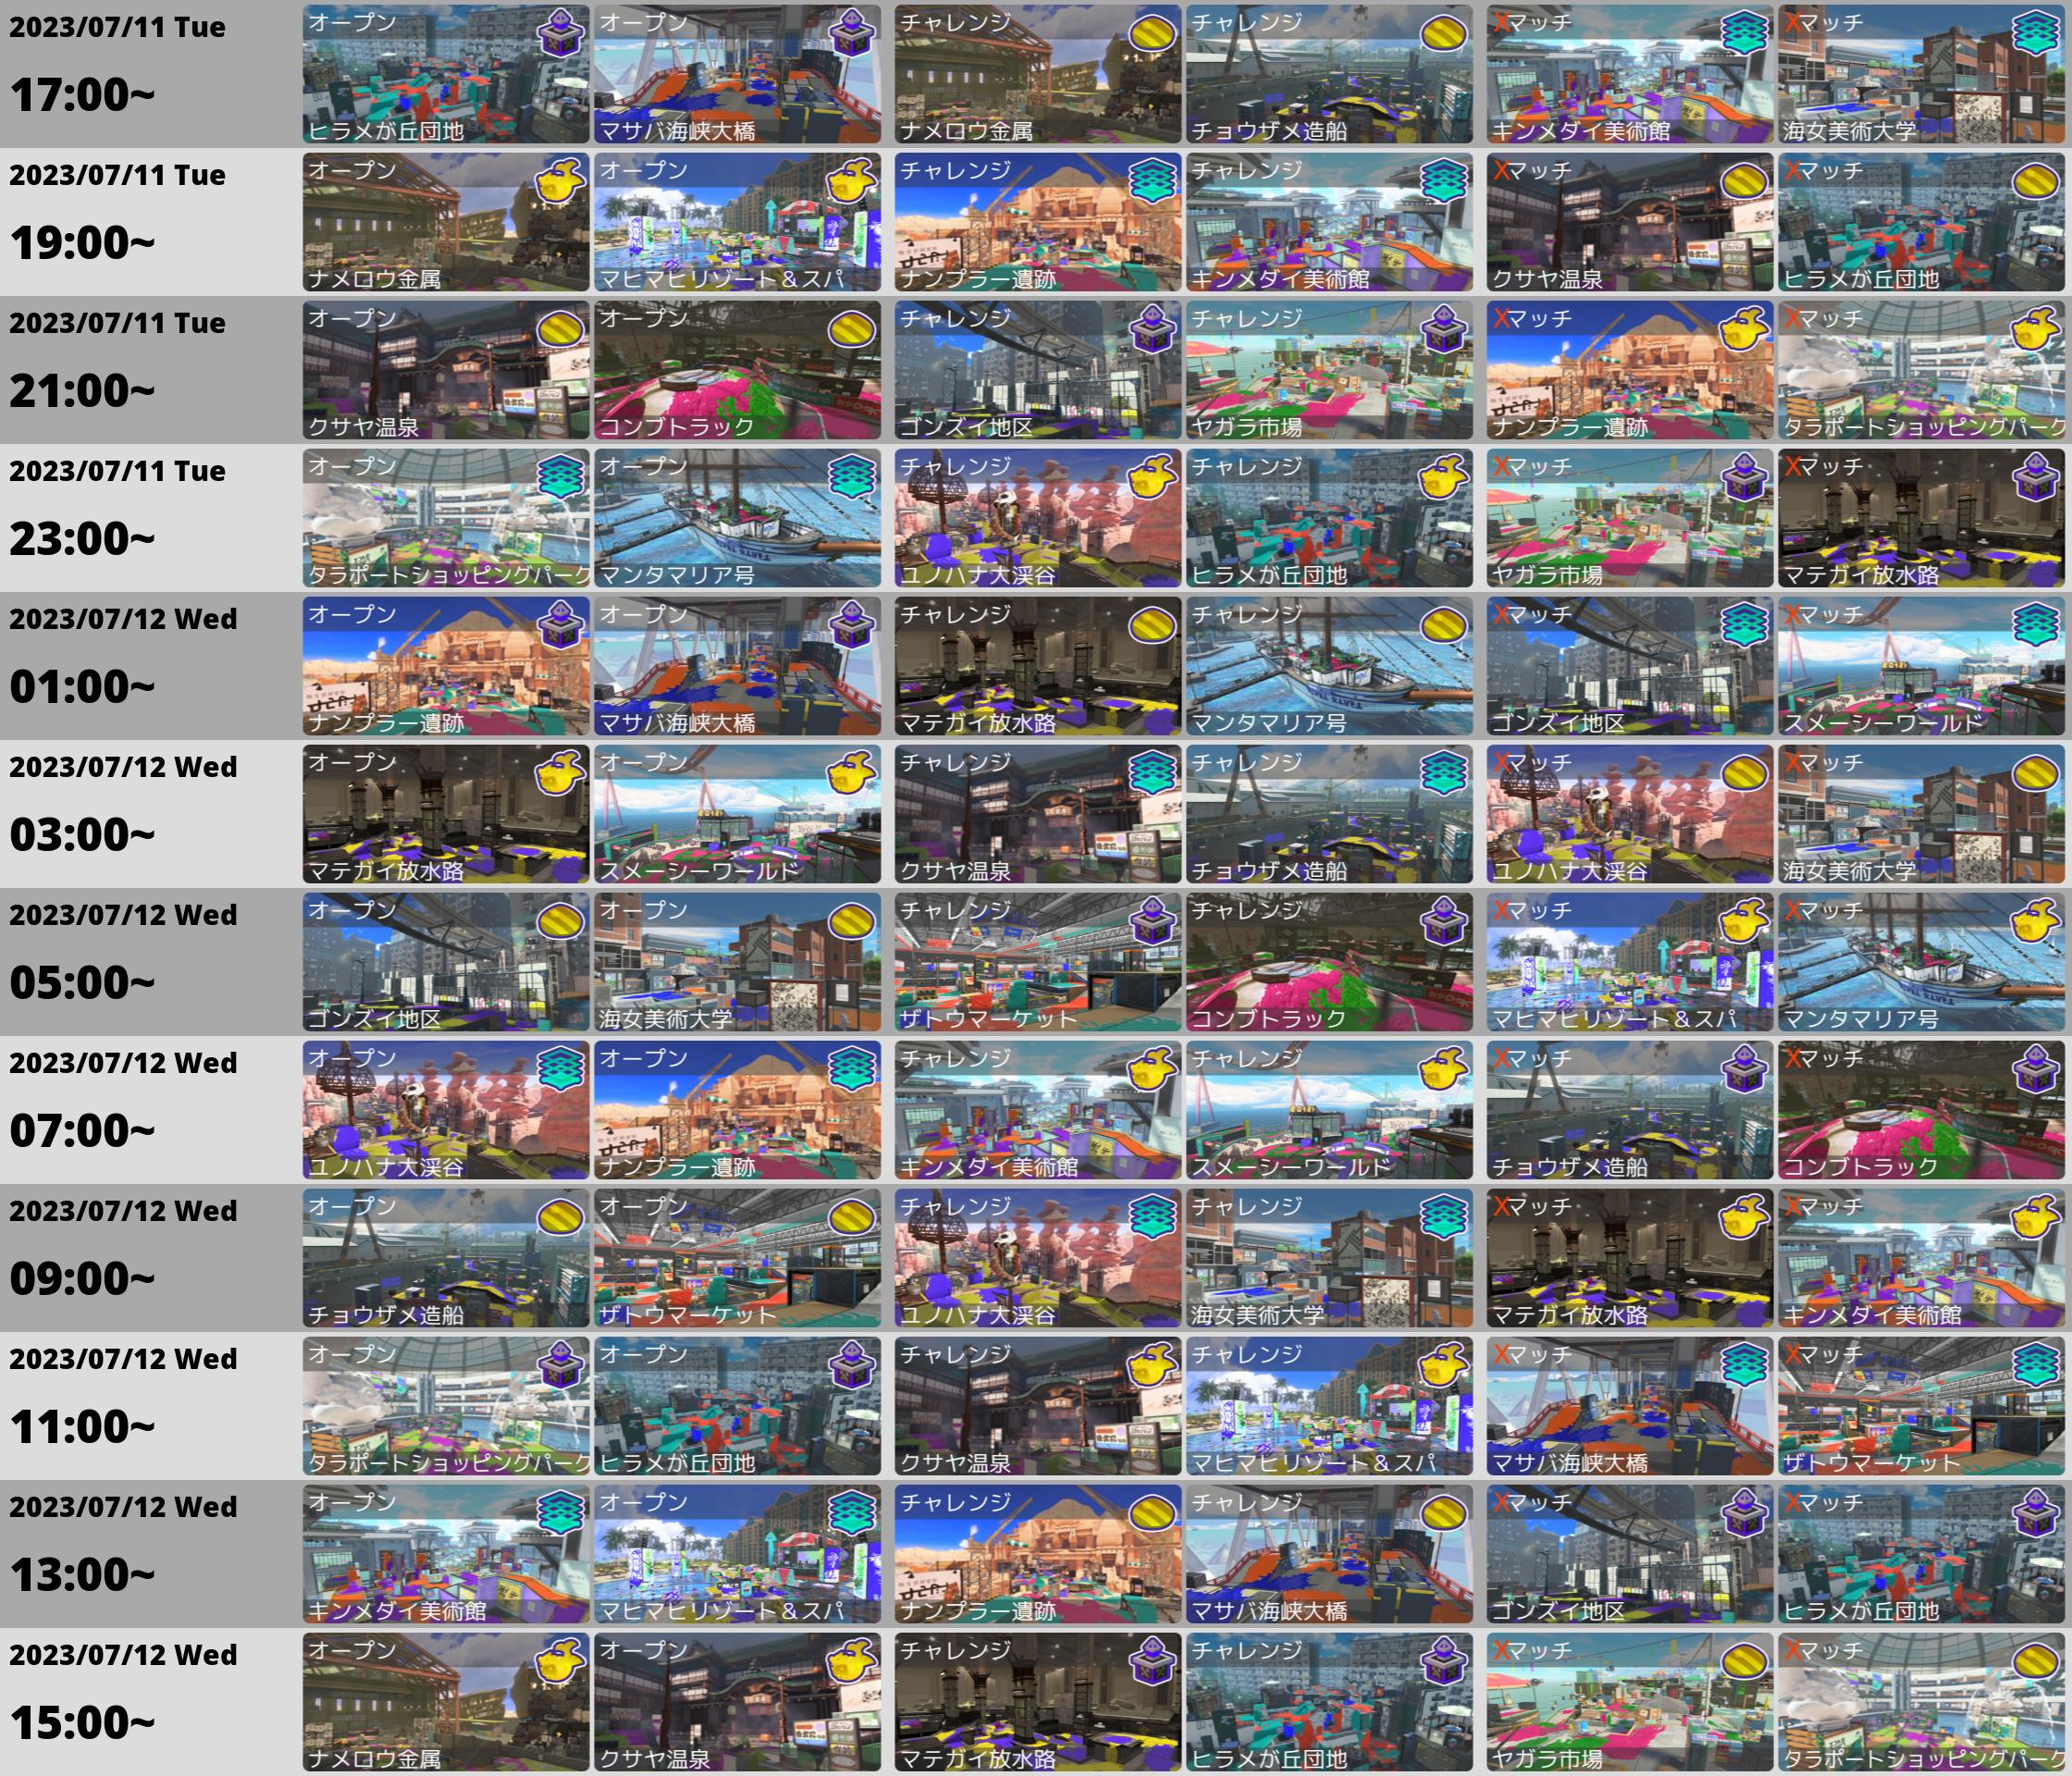 2023/07/11 Tue
17:00~
オープン オープン チャレンジ チャレンジ Xマッチ Xマッチ
ヒラメが丘団地 マサバ海峡大橋 ナメロウ金属 チョウザメ造船 キンメダイ美術館 海女美術大学
2023/07/11 Tue
19:00~
オープン オープン チャレンジ チャレンジ Xマッチ Xマッチ
ナメロウ金属 マヒマヒリゾート＆スパ ナンプラー遺跡 キンメダイ美術館 クサヤ温泉 ヒラメが丘団地
2023/07/11 Tue
21:00~
オープン オープン チャレンジ チャレンジ Xマッチ Xマッチ
クサヤ温泉 コンブトラック ゴンズイ地区 ヤガラ市場 ナンプラー遺跡 タラポートショッピングパーク
2023/07/11 Tue
23:00~
オープン オープン チャレンジ チャレンジ Xマッチ Xマッチ
タラポートショッピングパーク マンタマリア号 ユノハナ大渓谷 ヒラメが丘団地 ヤガラ市場 マテガイ放水路
2023/07/12 Wed
01:00~
オープン オープン チャレンジ チャレンジ Xマッチ Xマッチ
ナンプラー遺跡 マサバ海峡大橋 マテガイ放水路 マンタマリア号 ゴンズイ地区 スメーシーワールド
2023/07/12 Wed
03:00~
オープン オープン チャレンジ チャレンジ Xマッチ Xマッチ
マテガイ放水路 スメーシーワールド クサヤ温泉 チョウザメ造船 ユノハナ大渓谷 海女美術大学
2023/07/12 Wed
05:00~
オープン オープン チャレンジ チャレンジ Xマッチ Xマッチ
ゴンズイ地区 海女美術大学 ザトウマーケット コンブトラック マヒマヒリゾート＆スパ マンタマリア号
2023/07/12 Wed
07:00~
オープン オープン チャレンジ チャレンジ Xマッチ Xマッチ
ユノハナ大渓谷 ナンプラー遺跡 キンメダイ美術館 スメーシーワールド チョウザメ造船 コンブトラック
2023/07/12 Wed
09:00~
オープン オープン チャレンジ チャレンジ Xマッチ Xマッチ
チョウザメ造船 ザトウマーケット ユノハナ大渓谷 海女美術大学 マテガイ放水路 キンメダイ美術館
2023/07/12 Wed
11:00~
オープン オープン チャレンジ チャレンジ Xマッチ Xマッチ
タラポートショッピングパーク ヒラメが丘団地 クサヤ温泉 マヒマヒリゾート＆スパ マサバ海峡大橋 ザトウマーケット
2023/07/12 Wed
13:00~
オープン オープン チャレンジ チャレンジ Xマッチ Xマッチ
キンメダイ美術館 マヒマヒリゾート＆スパ ナンプラー遺跡 マサバ海峡大橋 ゴンズイ地区 ヒラメが丘団地
2023/07/12 Wed
15:00~
オープン オープン チャレンジ チャレンジ Xマッチ Xマッチ
ナメロウ金属 クサヤ温泉 マテガイ放水路 ヒラメが丘団地 ヤガラ市場 タラポートショッピングパーク